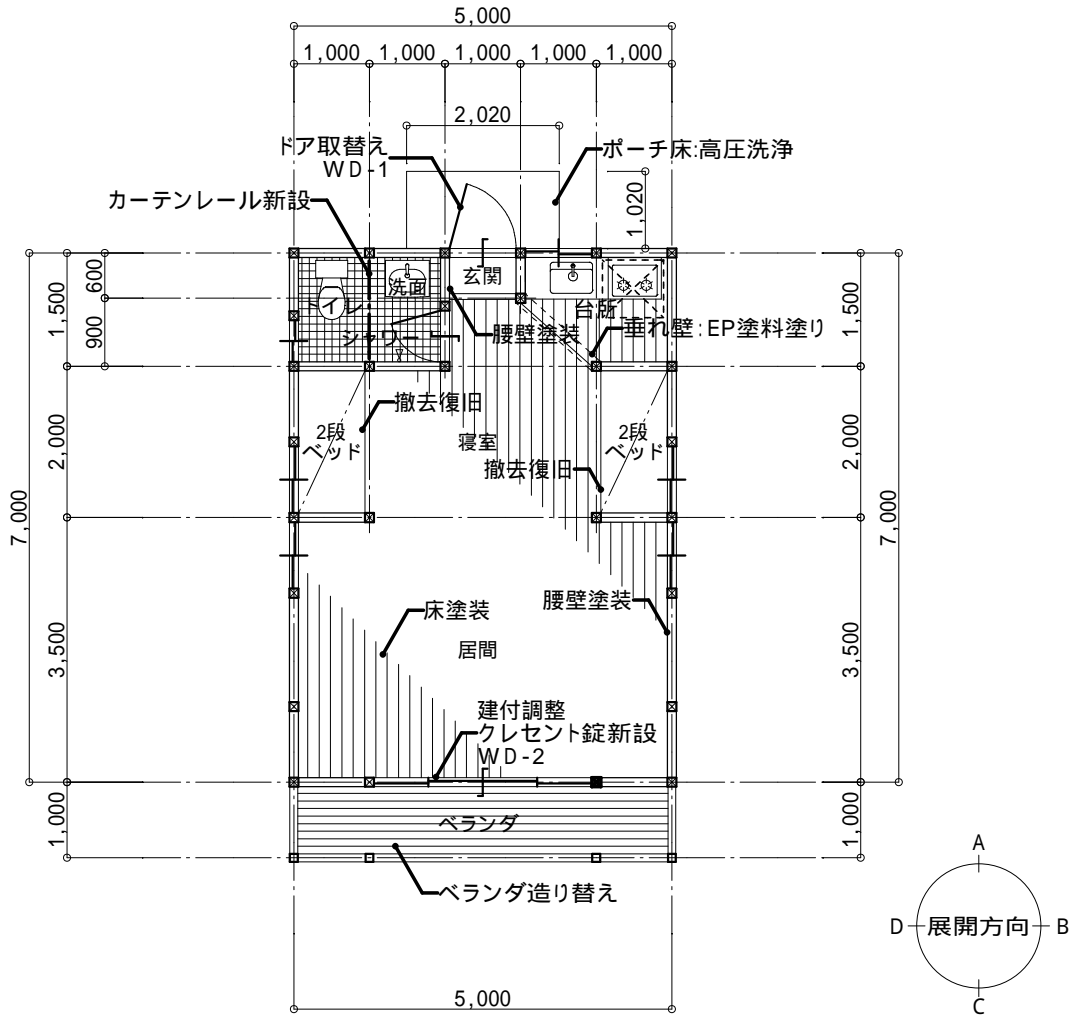 5,000
1,000 1,000 1,000 1,000 1,000
2,020
ドア取替え
WD-1
ポーチ床:高圧洗浄
カーテンレール新設
1,020
600
1,500
900
玄関
洗面
トイレ
台所
1,500
シャワー
腰壁塗装
垂れ壁:EP塗料塗り
撤去復旧
2段
ベッド
寝室
2段
ベッド
撤去復旧
2,000
2,000
7,000
7,000
腰壁塗装
床塗装
居間
3,500
3,500
建付調整
クレセント錠新設
WD-2
ベランダ
1,000
1,000
ベランダ造り替え
A
D 展開方向 B
C
5,000